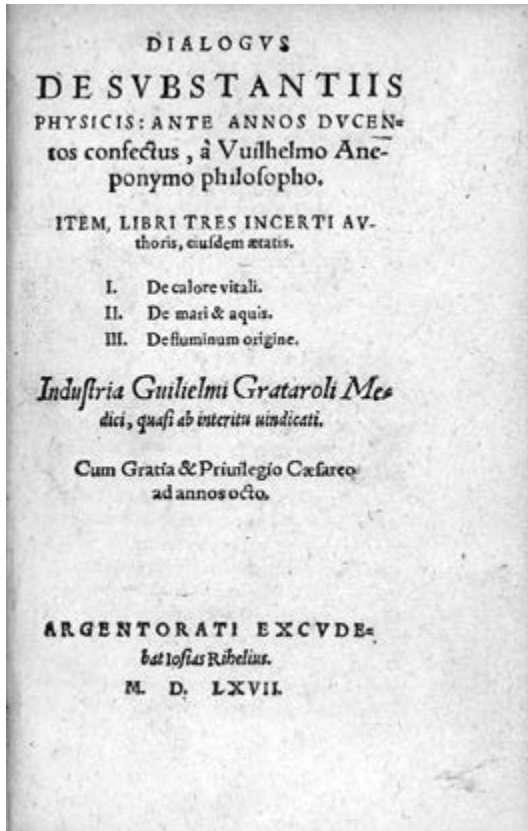 DIALOGVS
DE SVBSTANTIIS
PHYSICIS: ANTE ANNOS DVCEN=
tos confectus, à Vuilhelmo Ane-
ponymo philoſopho.
ITEM, LIBRI TRES INCERTI AV-
thoris, eiuſdem ætatis.
I. De calore vitali.
II. De mari & aquis.
III. De fluminum origine.
Induſtria Guilielmi Grataroli Me=
dici, quaſi ab interitu uindicati.
Cum Gratia & Priuilegio Cæſareo
ad annos octo.
ARGENTORATI EXCVDE=
bat Ioſias Rihelius.
M. D. LXVII.